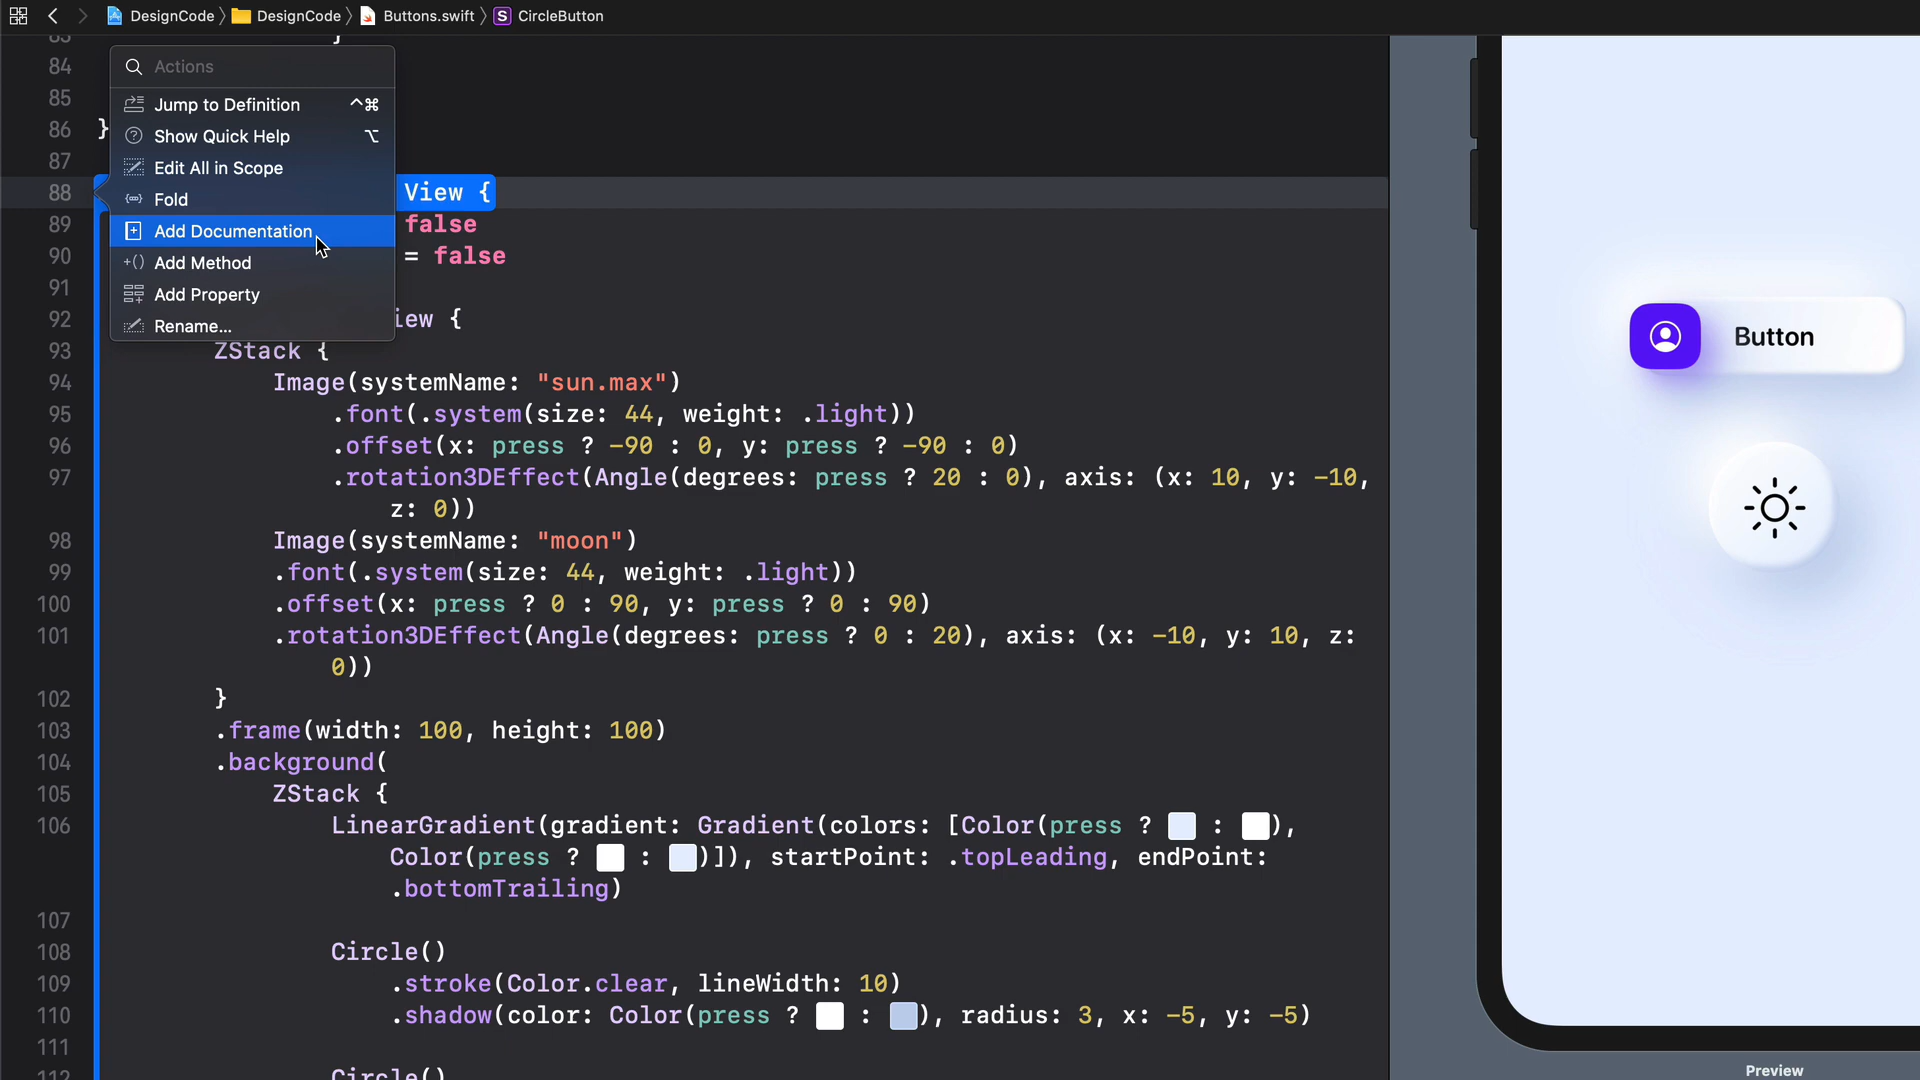 DesignCode DesignCode Buttons.swift S CircleButton
}
84
Actions
85
Jump to Definition ^⌘
86 }
Show Quick Help ⌥
87
Edit All in Scope
88 View {
Fold
89 false
Add Documentation
90 = false
Add Method
91
Add Property
92 iew {
Rename...
93 ZStack {
94 Image(systemName: "sun.max")
95 .font(.system(size: 44, weight: .light))
96 .offset(x: press ? -90 : 0, y: press ? -90 : 0)
97 .rotation3DEffect(Angle(degrees: press ? 20 : 0), axis: (x: 10, y: -10,
z: 0))
98 Image(systemName: "moon")
99 .font(.system(size: 44, weight: .light))
100 .offset(x: press ? 0 : 90, y: press ? 0 : 90)
101 .rotation3DEffect(Angle(degrees: press ? 0 : 20), axis: (x: -10, y: 10, z:
0))
102 }
103 .frame(width: 100, height: 100)
104 .background(
105 ZStack {
106 LinearGradient(gradient: Gradient(colors: [Color(press ? : ),
Color(press ? : )]), startPoint: .topLeading, endPoint:
.bottomTrailing)
107
108 Circle()
109 .stroke(Color.clear, lineWidth: 10)
110 .shadow(color: Color(press ? : ), radius: 3, x: -5, y: -5)
111
112 Circle()
Button
Preview